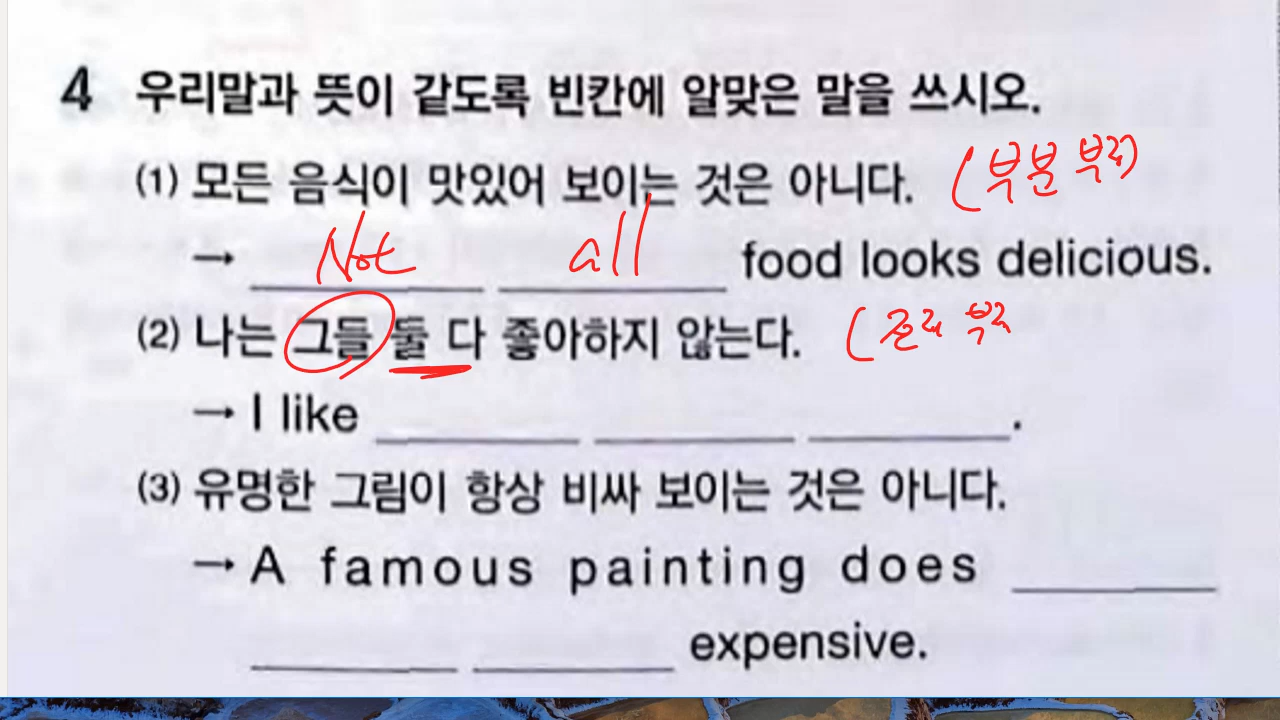 4 우리말과 뜻이 같도록 빈칸에 알맞은 말을 쓰시오.
(1) 모든 음식이 맛있어 보이는 것은 아니다. (부분 부정)
→ Not all food looks delicious.
(2) 나는 그들 둘 다 좋아하지 않는다. (
→ I like ______ ______ ______.
(3) 유명한 그림이 항상 비싸 보이는 것은 아니다.
→ A famous painting does ______
______ ______ expensive.